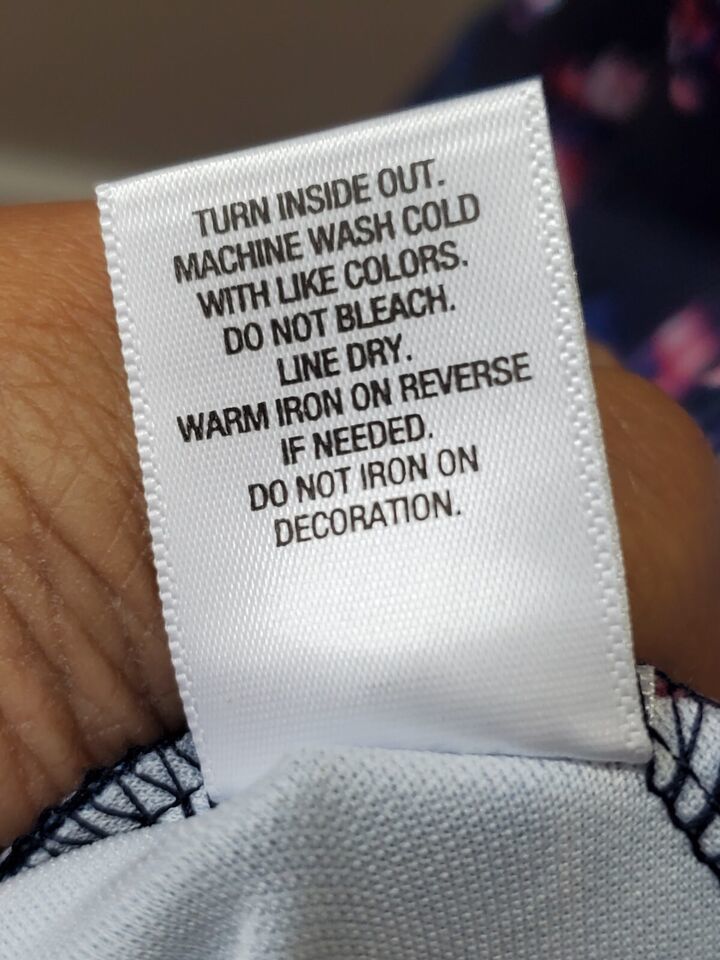 TURN INSIDE OUT.
MACHINE WASH COLD
WITH LIKE COLORS.
DO NOT BLEACH.
LINE DRY.
WARM IRON ON REVERSE
IF NEEDED.
DO NOT IRON ON
DECORATION.